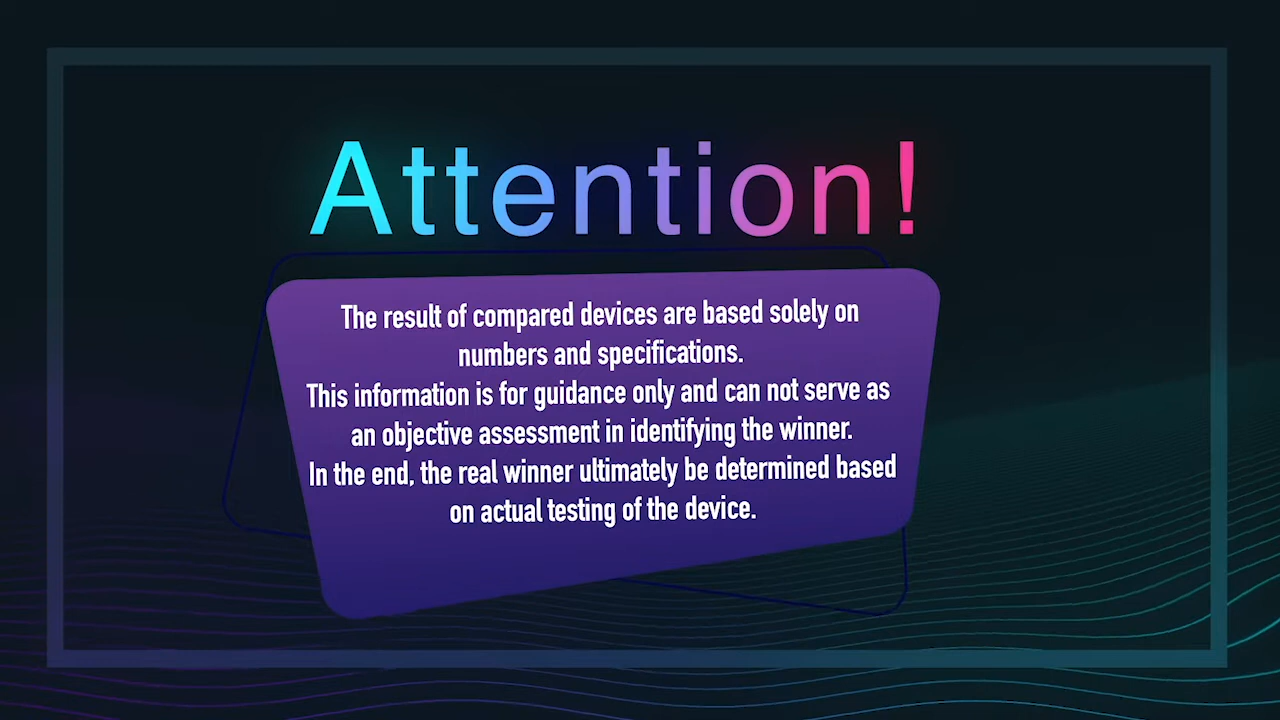 Attention!
The result of compared devices are based solely on
numbers and specifications.
This information is for guidance only and can not serve as
an objective assessment in identifying the winner.
In the end, the real winner ultimately be determined based
on actual testing of the device.